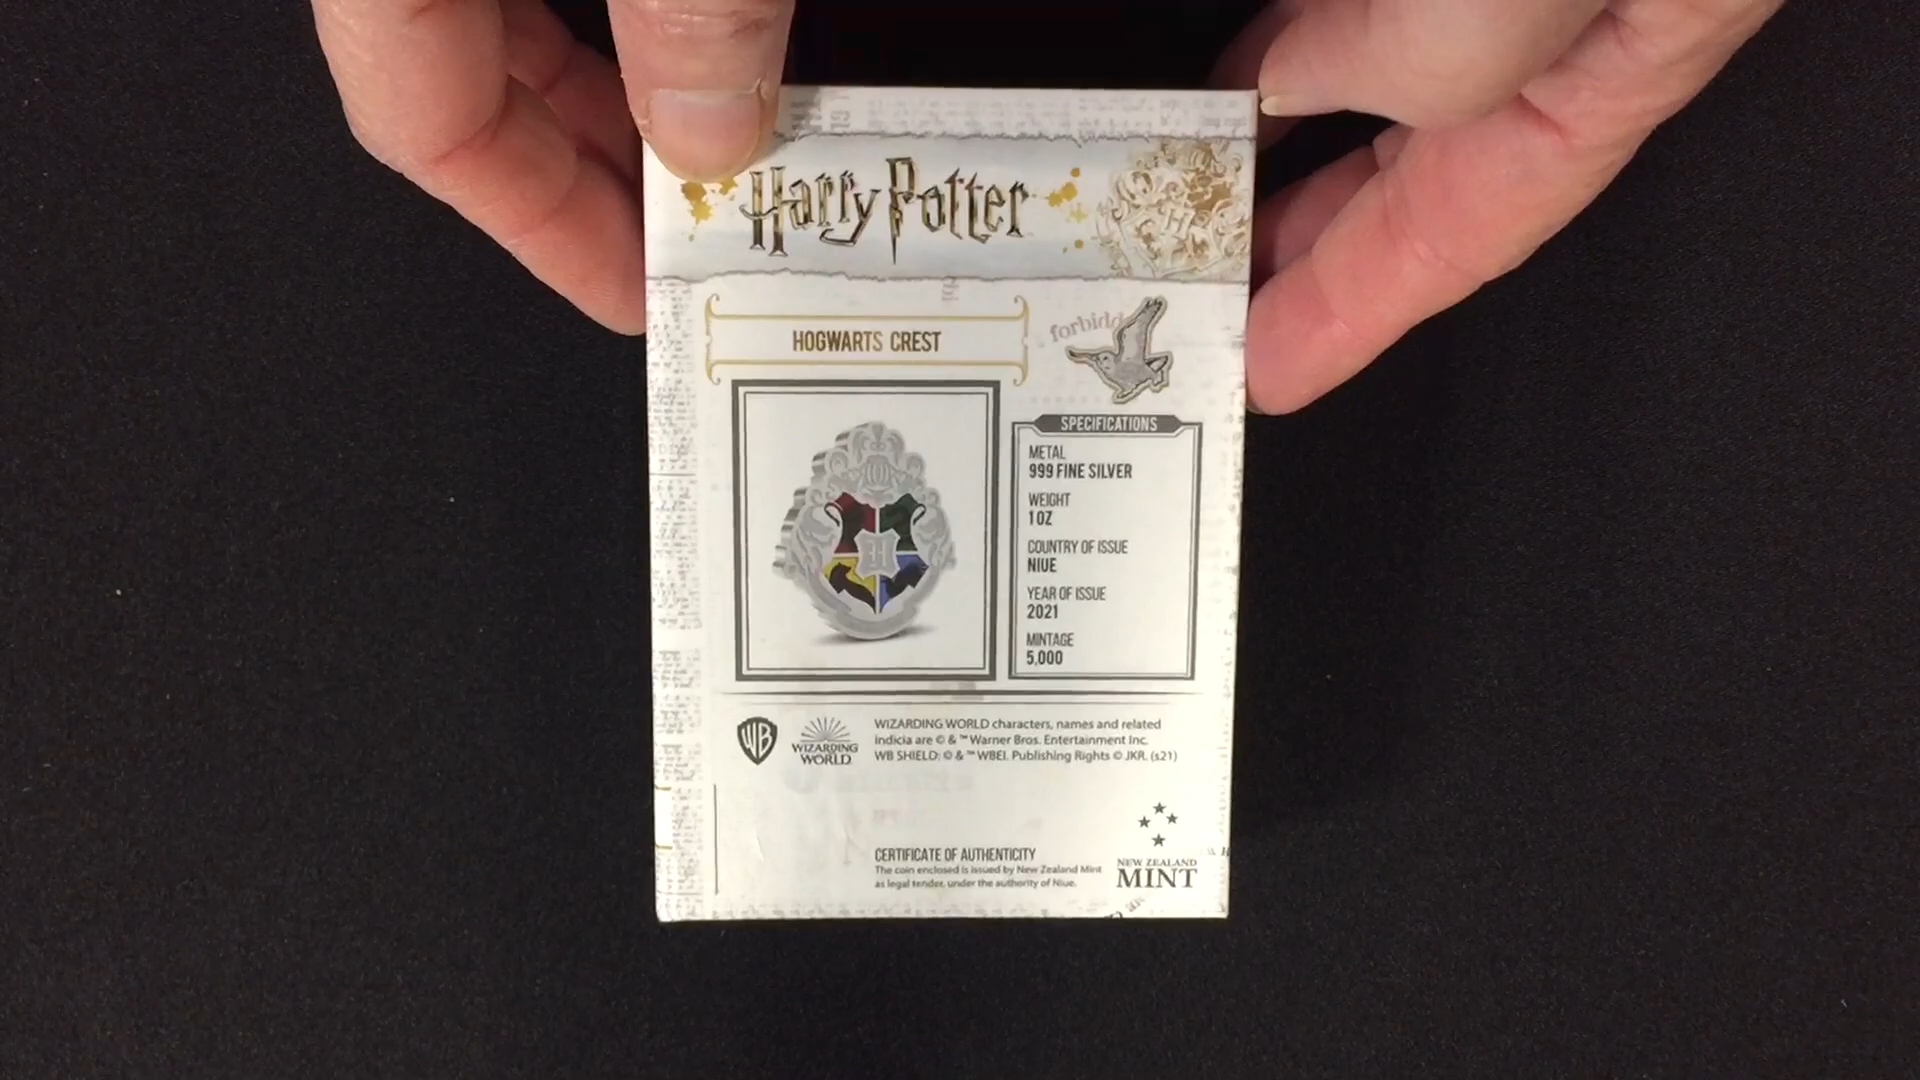 Harry Potter
HOGWARTS CREST
forbidd
SPECIFICATIONS
METAL
999 FINE SILVER
WEIGHT
1 OZ
COUNTRY OF ISSUE
NIUE
YEAR OF ISSUE
2021
MINTAGE
5,000
H
WB
WIZARDING
WORLD
WIZARDING WORLD characters, names and related
indicia are © & ™ Warner Bros. Entertainment Inc.
WB SHIELD: © & ™ WBEI. Publishing Rights © JKR. (s21)
CERTIFICATE OF AUTHENTICITY
The coin enclosed is issued by New Zealand Mint
as legal tender, under the authority of Niue.
NEW ZEALAND
MINT